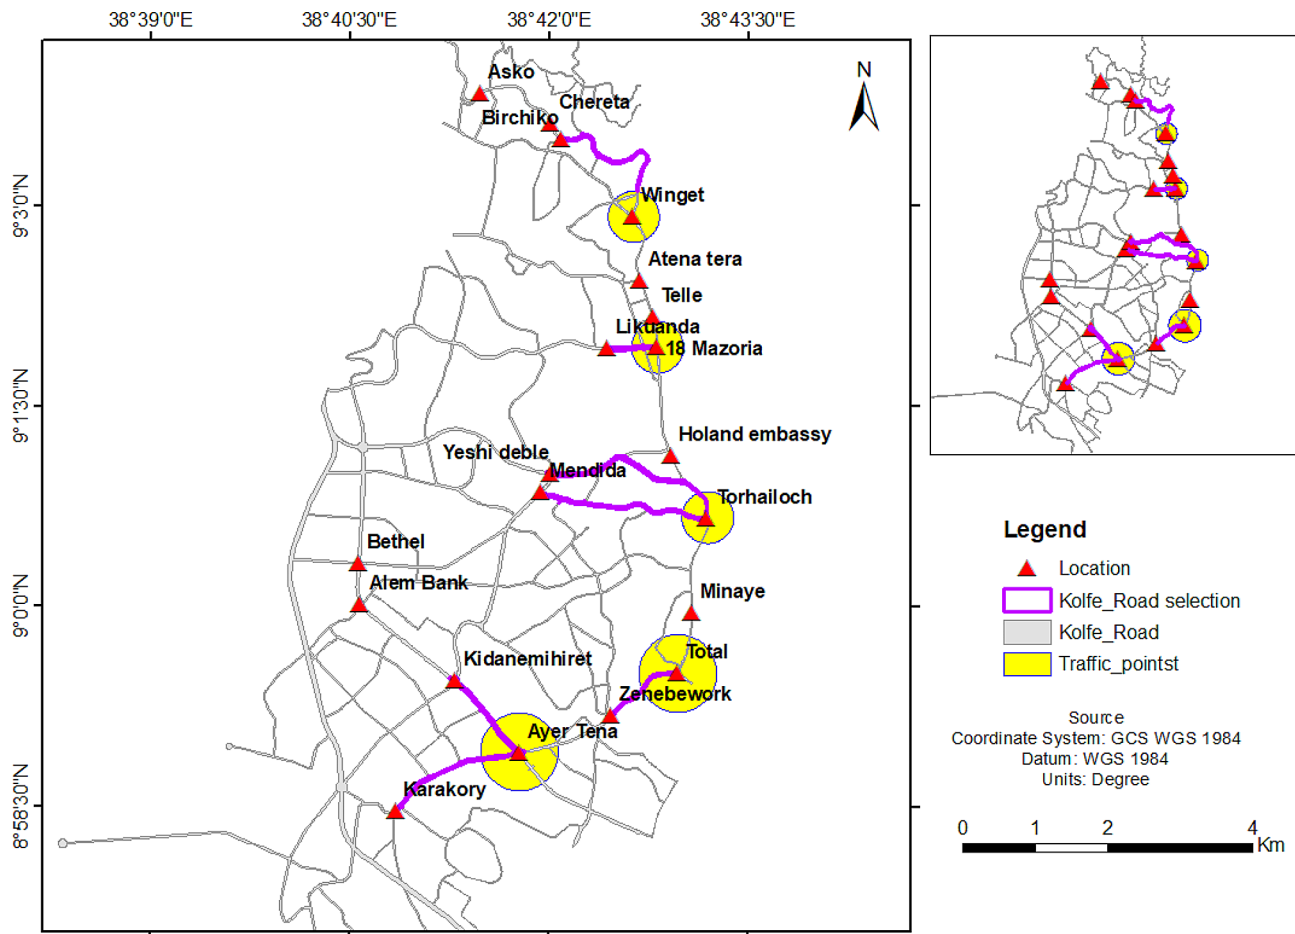 38°39'0"E
38°40'30"E
38°42'0"E
38°43'30"E
9°3'0"N
9°1'30"N
9°0'0"N
8°58'30"N
Asko
Chereta
Birchiko
Winget
Atena tera
Telle
Likuanda
18 Mazoria
Holand embassy
Yeshi deble
Mendida
Torhailoch
Bethel
Alem Bank
Minaye
Total
Kidanemihiret
Zenebework
Ayer Tena
Karakory
N
Legend
Location
Kolfe_Road selection
Kolfe_Road
Traffic_pointst
Source
Coordinate System: GCS WGS 1984
Datum: WGS 1984
Units: Degree
0 1 2 4
Km